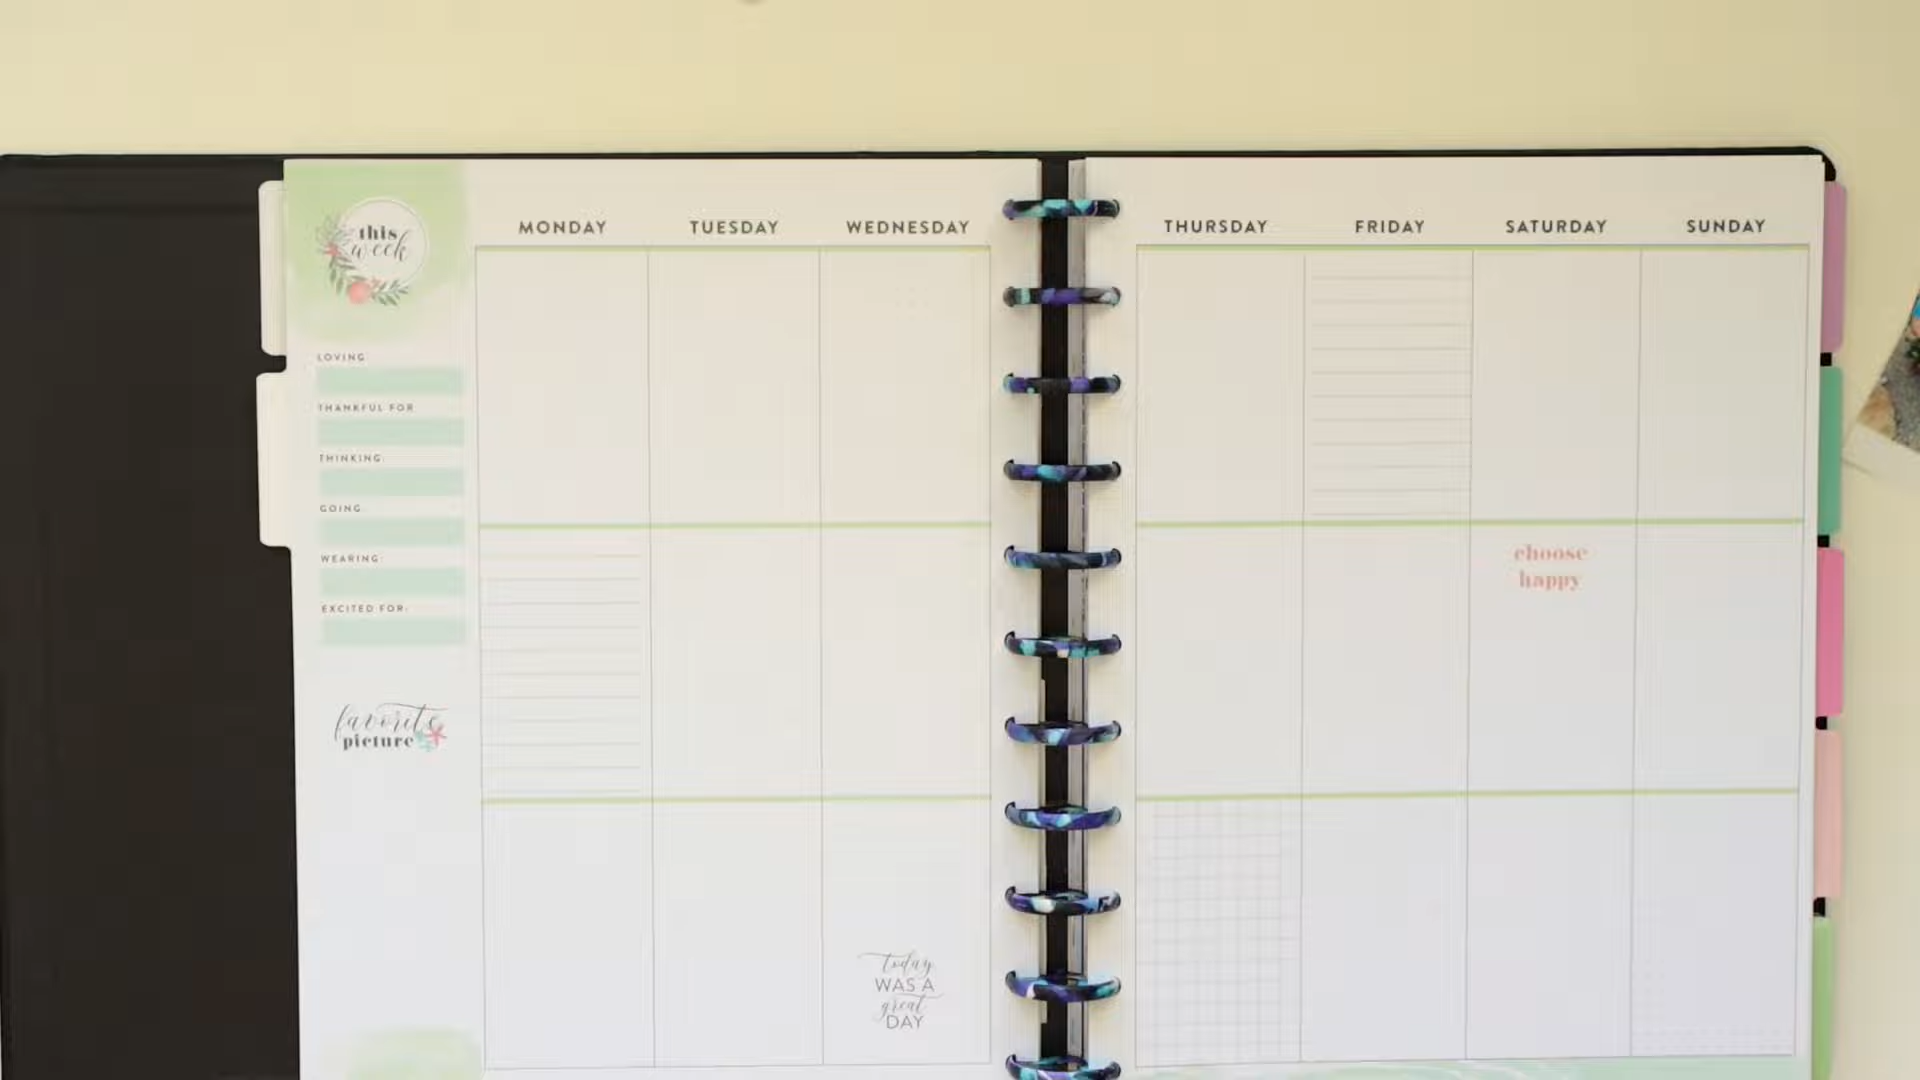 this
week
MONDAY
TUESDAY
WEDNESDAY
THURSDAY
FRIDAY
SATURDAY
SUNDAY
LOVING
THANKFUL FOR
THINKING:
GOING
WEARING:
EXCITED FOR:
favorite
picture
today
WAS A
great
DAY
choose
happy